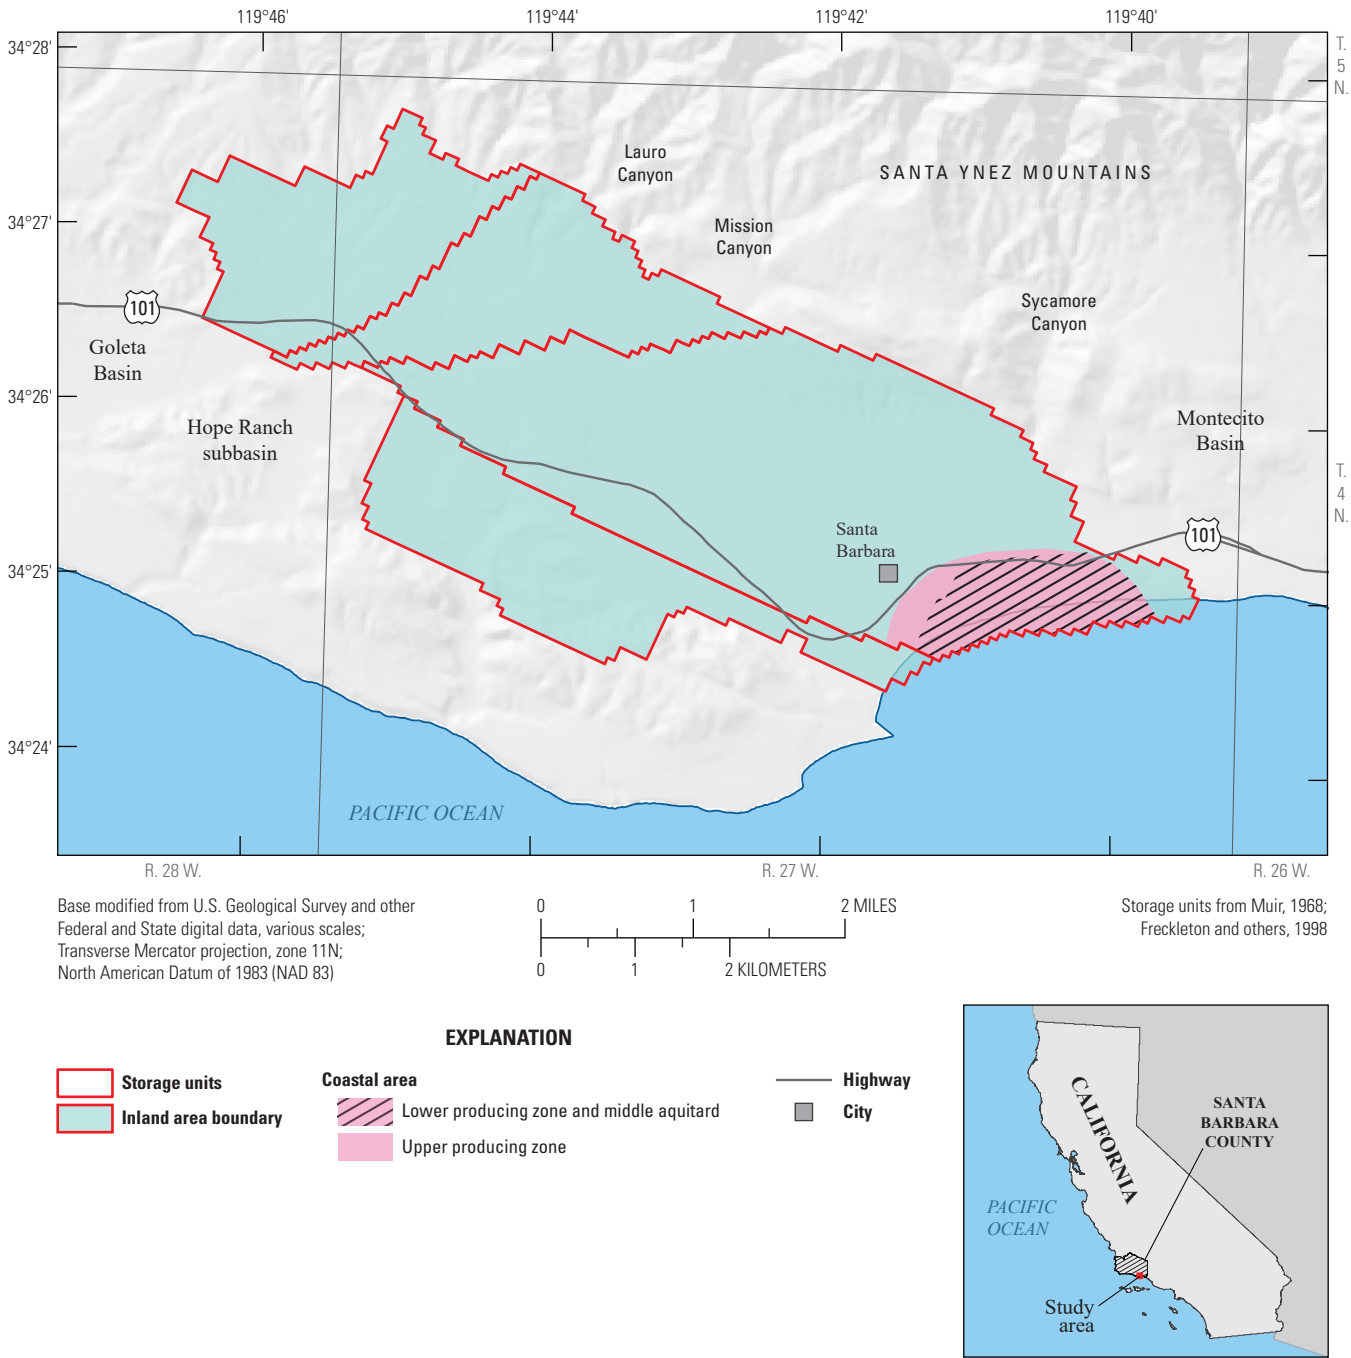 119°46'
119°44'
119°42'
119°40'
34°28'
T.
5
N.
Lauro
Canyon
SANTA YNEZ MOUNTAINS
34°27'
Mission
Canyon
101
Sycamore
Canyon
Goleta
Basin
34°26'
Hope Ranch
subbasin
Montecito
Basin
T.
4
N.
Santa
Barbara
101
34°25'
34°24'
PACIFIC OCEAN
R. 28 W.
R. 27 W.
R. 26 W.
Base modified from U.S. Geological Survey and other
Federal and State digital data, various scales;
Transverse Mercator projection, zone 11N;
North American Datum of 1983 (NAD 83)
0 1 2 MILES
0 1 2 KILOMETERS
Storage units from Muir, 1968;
Freckleton and others, 1998
EXPLANATION
Storage units
Inland area boundary
Coastal area
Lower producing zone and middle aquitard
Upper producing zone
Highway
City
CALIFORNIA
SANTA
BARBARA
COUNTY
PACIFIC
OCEAN
Study
area